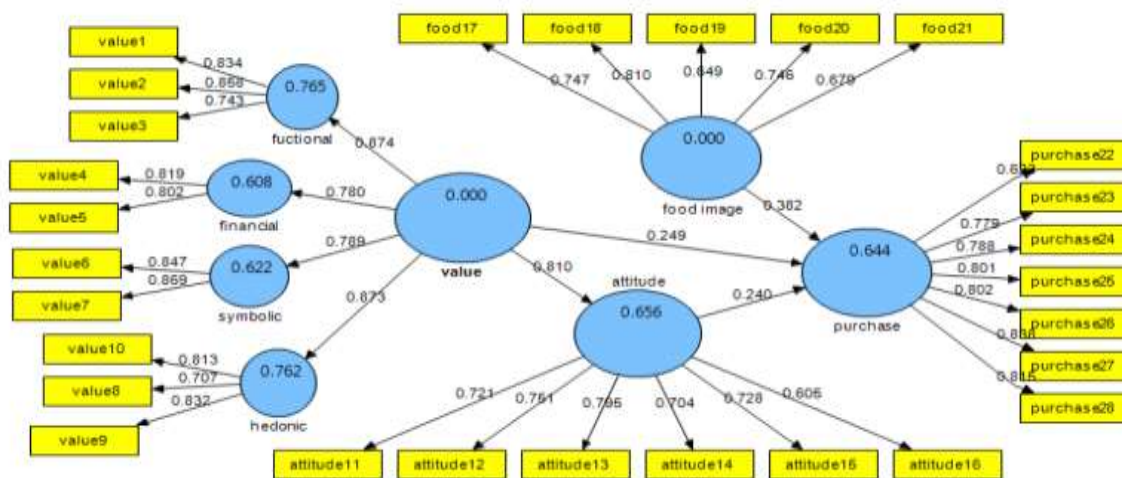 food17
food18
food19
food20
food21
value1
value2
value3
0.834
0.743
0.765
fuctional
0.747
0.810
0.746
0.679
0.000
food image
0.874
value4
value5
0.819
0.802
0.608
financial
0.780
0.000
value
0.382
0.249
value6
value7
0.847
0.869
0.622
symbolic
0.789
0.810
attitude
0.656
0.240
0.644
purchase
purchase22
purchase23
purchase24
purchase25
purchase26
purchase27
purchase28
0.779
0.788
0.801
0.802
0.815
value10
value8
value9
0.813
0.707
0.832
0.762
hedonic
0.873
0.721
0.795
0.704
0.728
0.605
attitude11
attitude12
attitude13
attitude14
attitude15
attitude16